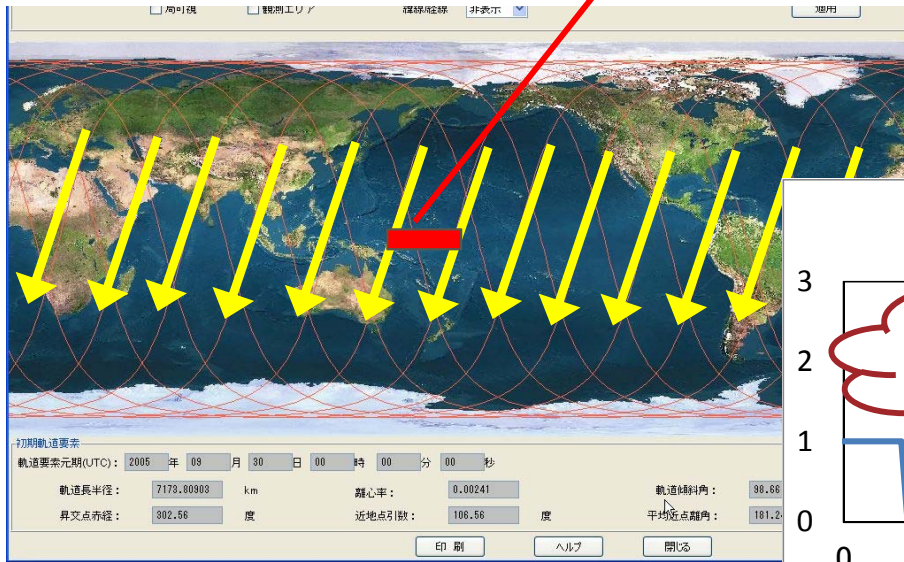 局可視 観測エリア 緯線/経線 非表示 適用
初期軌道要素
軌道要素元期(UTC): 2005 年 09 月 30 日 00 時 00 分 00 秒
軌道長半径: 7173.80903 km 離心率: 0.00241 軌道傾斜角: 98.66
昇交点赤経: 302.56 度 近地点引数: 106.56 度 平均近点離角: 181.24
印刷 ヘルプ 閉じる
3
2
1
0
0